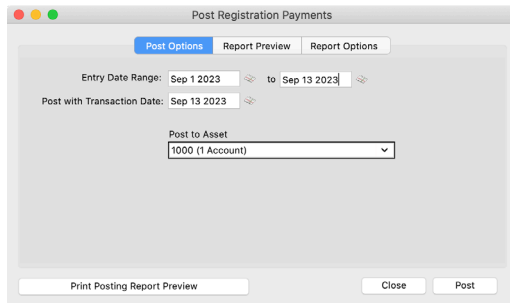 Post Registration Payments
Post Options Report Preview Report Options
Entry Date Range: Sep 1 2023 to Sep 13 2023
Post with Transaction Date: Sep 13 2023
Post to Asset
1000 (1 Account)
Print Posting Report Preview Close Post